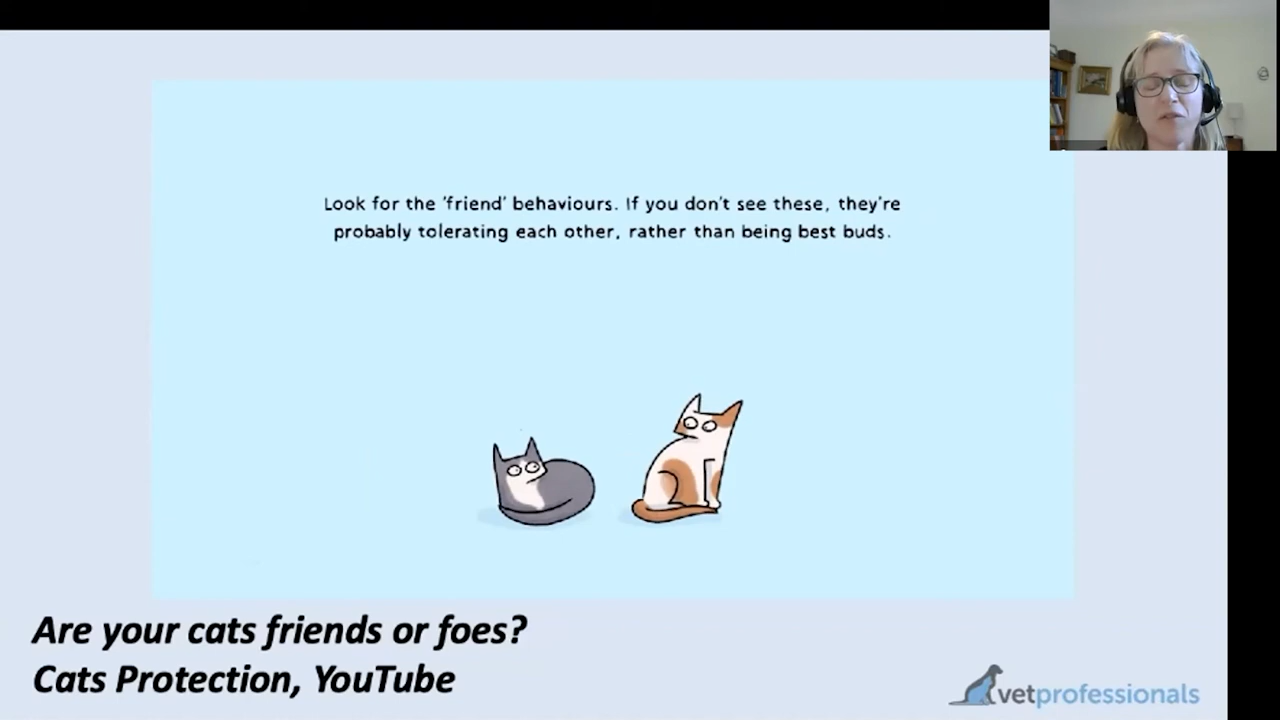 Look for the 'friend' behaviours. If you don't see these, they're
probably tolerating each other, rather than being best buds.
Are your cats friends or foes?
Cats Protection, YouTube
vetprofessionals